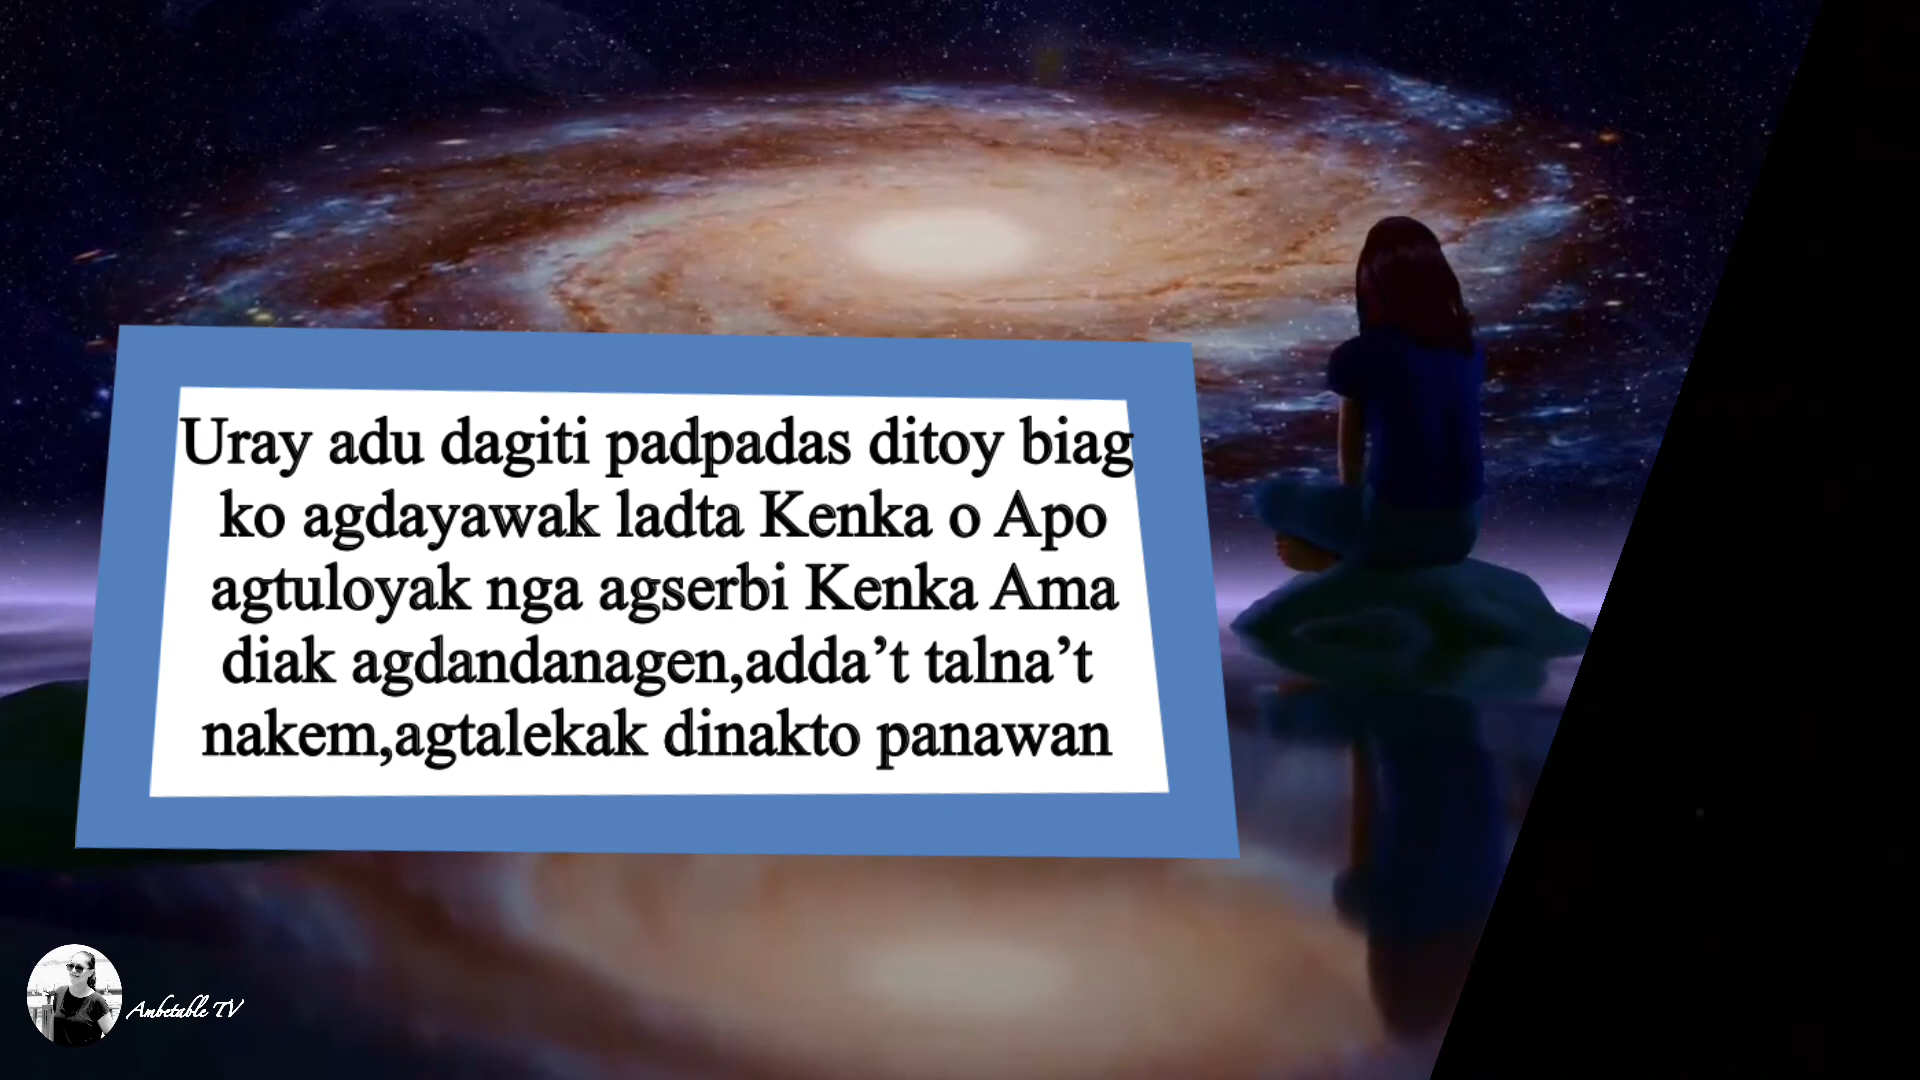 Uray adu dagiti padpadas ditoy biag
ko agdayawak ladta Kenka o Apo
agtuloyak nga agserbi Kenka Ama
diak agdandanagen,adda’t talna’t
nakem,agtalekak dinakto panawan
Ambetable TV